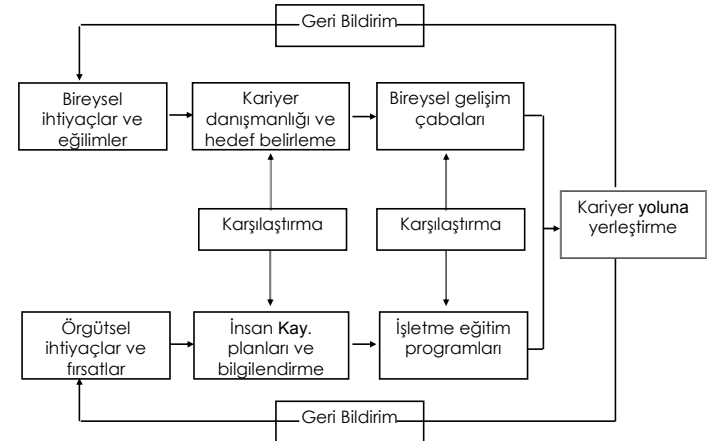 Geri Bildirim
Bireysel
ihtiyaçlar ve
eğilimler
Kariyer
danışmanlığı ve
hedef belirleme
Bireysel gelişim
çabaları
Karşılaştırma
Karşılaştırma
Kariyer yoluna
yerleştirme
Örgütsel
ihtiyaçlar ve
fırsatlar
İnsan Kay.
planları ve
bilgilendirme
İşletme eğitim
programları
Geri Bildirim